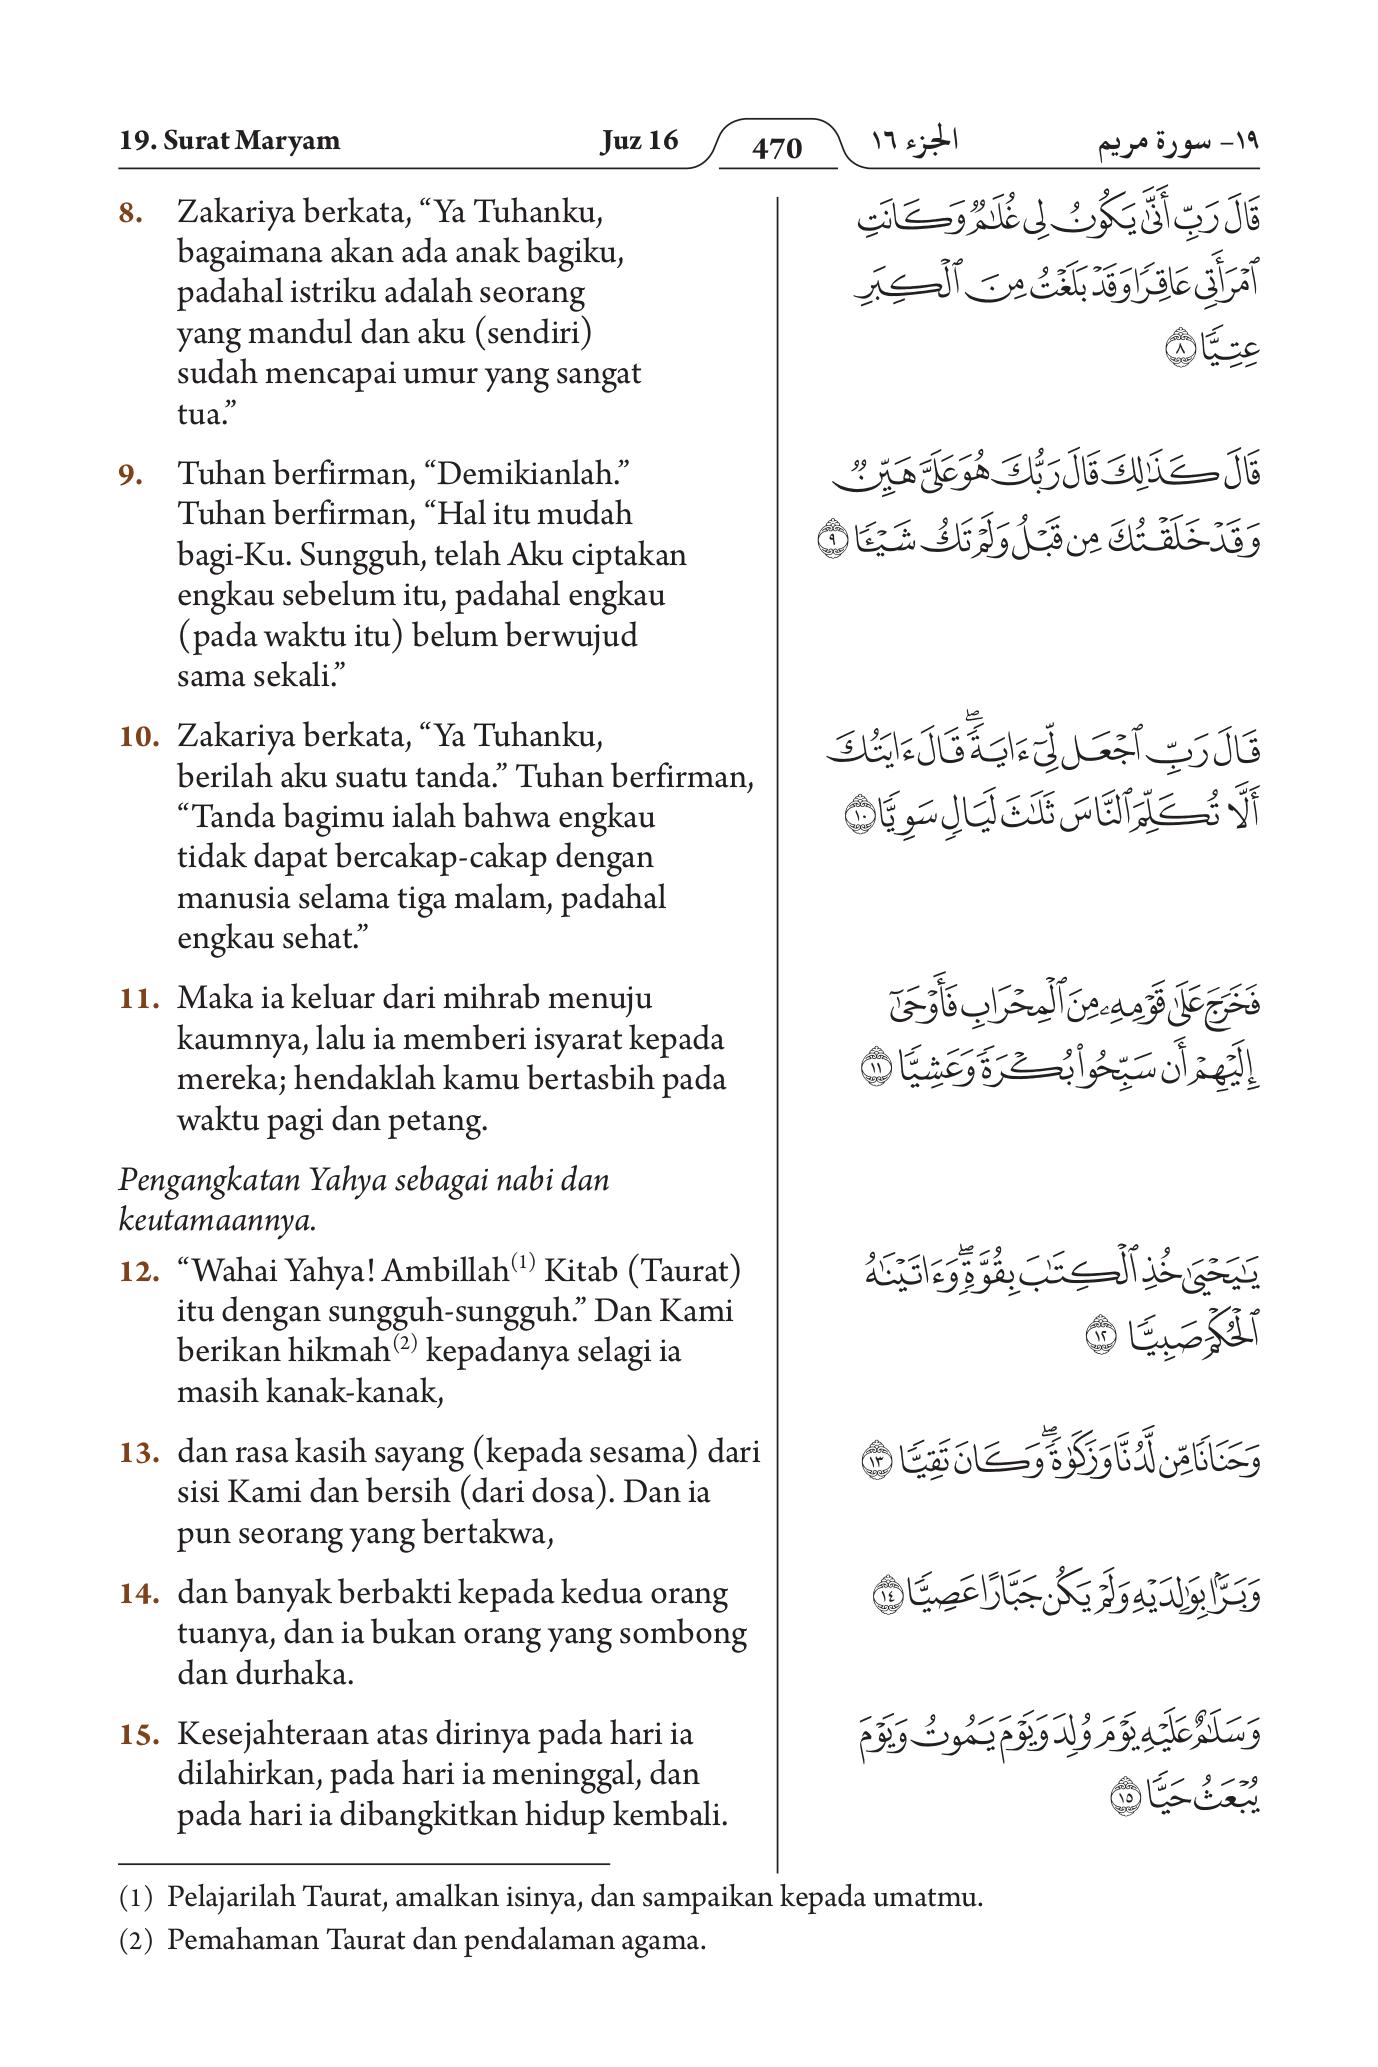 19. Surat Maryam Juz 16 470 الجزء ١٦ ١٩- سورة مريم
8. Zakariya berkata, “Ya Tuhanku,
bagaimana akan ada anak bagiku,
padahal istriku adalah seorang
yang mandul dan aku (sendiri)
sudah mencapai umur yang sangat
tua.”
9. Tuhan berfirman, “Demikianlah.”
Tuhan berfirman, “Hal itu mudah
bagi-Ku. Sungguh, telah Aku ciptakan
engkau sebelum itu, padahal engkau
(pada waktu itu) belum berwujud
sama sekali.”
10. Zakariya berkata, “Ya Tuhanku,
berilah aku suatu tanda.” Tuhan berfirman,
“Tanda bagimu ialah bahwa engkau
tidak dapat bercakap-cakap dengan
manusia selama tiga malam, padahal
engkau sehat.”
11. Maka ia keluar dari mihrab menuju
kaumnya, lalu ia memberi isyarat kepada
mereka; hendaklah kamu bertasbih pada
waktu pagi dan petang.
Pengangkatan Yahya sebagai nabi dan
keutamaannya.
12. “Wahai Yahya! Ambillah(1) Kitab (Taurat)
itu dengan sungguh-sungguh.” Dan Kami
berikan hikmah(2) kepadanya selagi ia
masih kanak-kanak,
13. dan rasa kasih sayang (kepada sesama) dari
sisi Kami dan bersih (dari dosa). Dan ia
pun seorang yang bertakwa,
14. dan banyak berbakti kepada kedua orang
tuanya, dan ia bukan orang yang sombong
dan durhaka.
15. Kesejahteraan atas dirinya pada hari ia
dilahirkan, pada hari ia meninggal, dan
pada hari ia dibangkitkan hidup kembali.
قَالَ رَبِّ أَنَّىٰ يَكُونُ لِى غُلَـٰمٌ وَكَانَتِ
ٱمْرَأَتِى عَاقِرًا وَقَدْ بَلَغْتُ مِنَ ٱلْكِبَرِ
عِتِيًّا ٨
قَالَ كَذَٰلِكَ قَالَ رَبُّكَ هُوَ عَلَىَّ هَيِّنٌ
وَقَدْ خَلَقْتُكَ مِن قَبْلُ وَلَمْ تَكُ شَيْـًٔا ٩
قَالَ رَبِّ ٱجْعَل لِّىٓ ءَايَةً ۖ قَالَ ءَايَتُكَ
أَلَّا تُكَلِّمَ ٱلنَّاسَ ثَلَـٰثَ لَيَالٍ سَوِيًّا ١٠
فَخَرَجَ عَلَىٰ قَوْمِهِۦ مِنَ ٱلْمِحْرَابِ فَأَوْحَىٰٓ
إِلَيْهِمْ أَن سَبِّحُوا۟ بُكْرَةً وَعَشِيًّا ١١
يَـٰيَحْيَىٰ خُذِ ٱلْكِتَـٰبَ بِقُوَّةٍ ۖ وَءَاتَيْنَـٰهُ
ٱلْحُكْمَ صَبِيًّا ١٢
وَحَنَانًا مِّن لَّدُنَّا وَزَكَوٰةً ۖ وَكَانَ تَقِيًّا ١٣
وَبَرًّۢا بِوَٰلِدَيْهِ وَلَمْ يَكُن جَبَّارًا عَصِيًّا ١٤
وَسَلَـٰمٌ عَلَيْهِ يَوْمَ وُلِدَ وَيَوْمَ يَمُوتُ وَيَوْمَ
يُبْعَثُ حَيًّا ١٥
(1) Pelajarilah Taurat, amalkan isinya, dan sampaikan kepada umatmu.
(2) Pemahaman Taurat dan pendalaman agama.